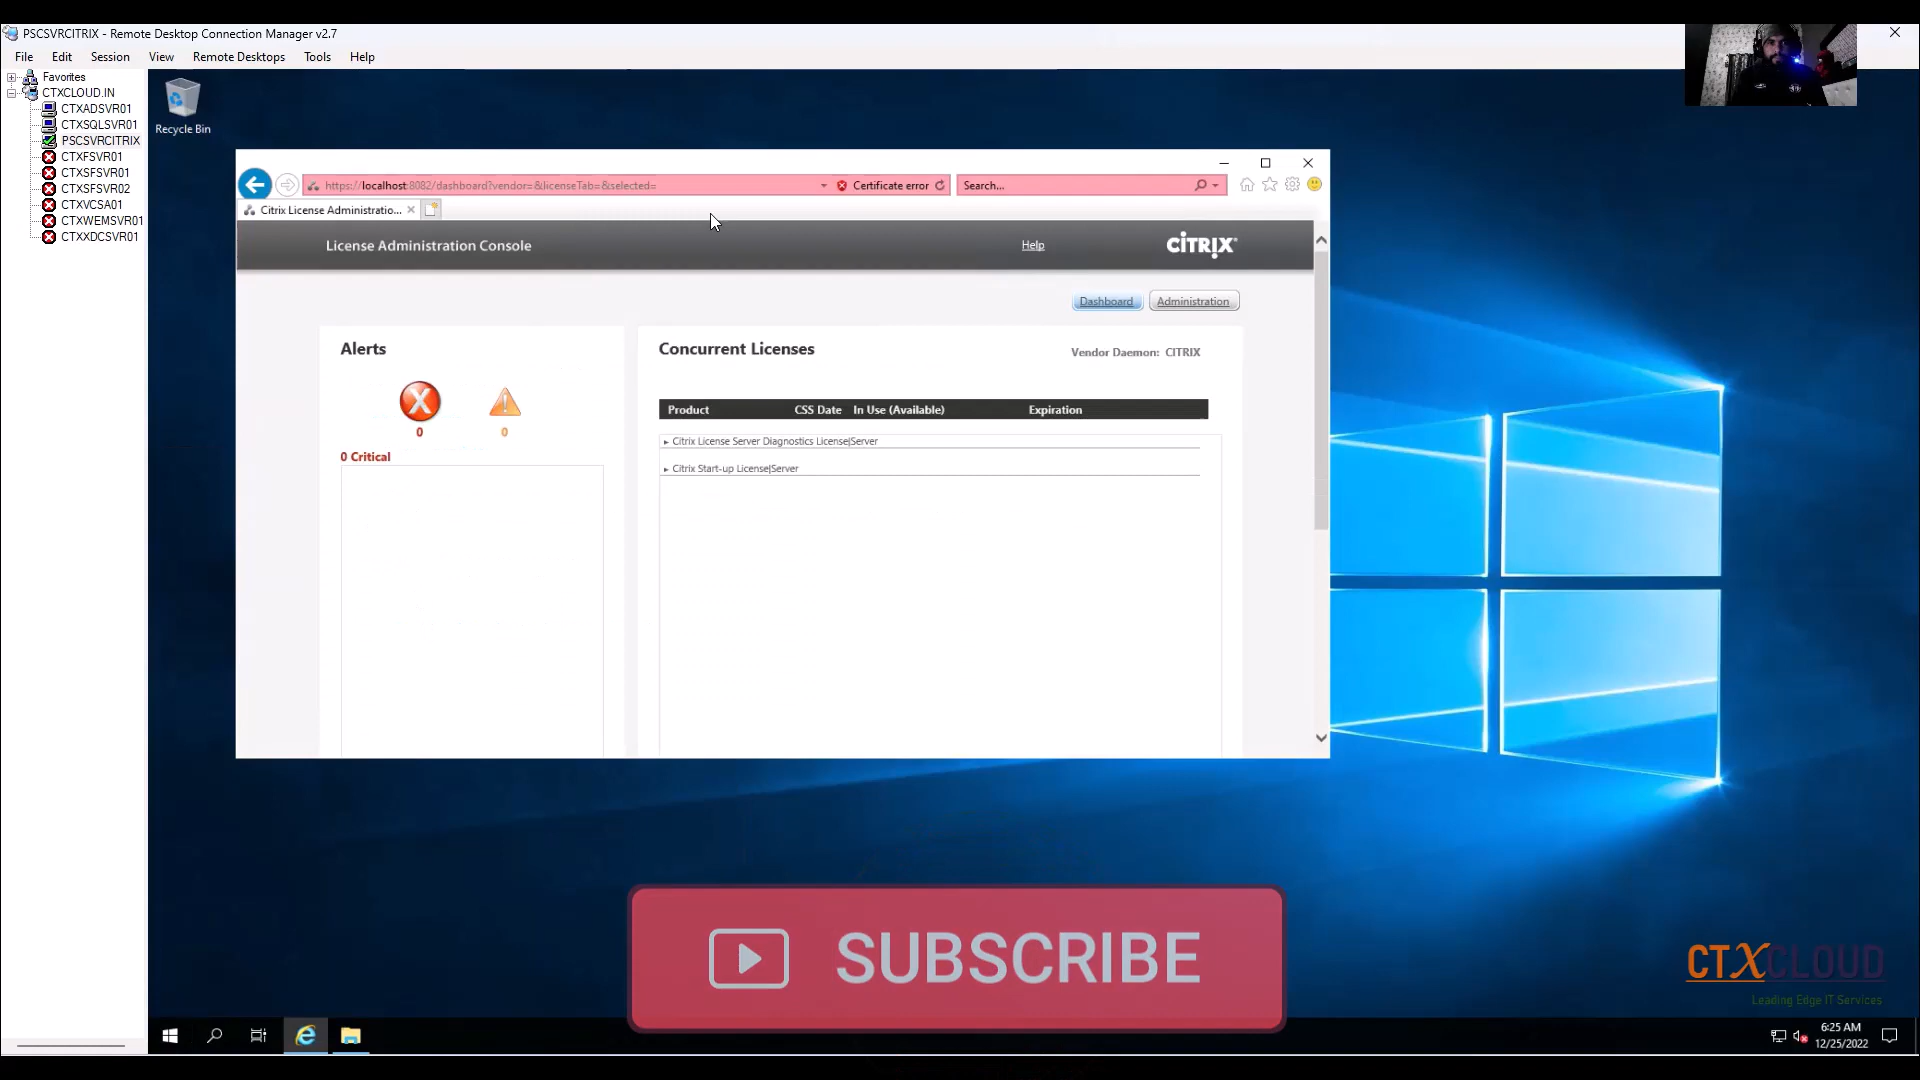 PSCSVRCITRIX - Remote Desktop Connection Manager v2.7
File Edit Session View Remote Desktops Tools Help
Favorites
CTXCLOUD.IN
CTXADSVR01
CTXSQLSVR01
PSCSVRCITRIX
CTXFSVR01
CTXSFSVR01
CTXSFSVR02
CTXVCSA01
CTXWEMSVR01
CTXXDCSVR01
Recycle Bin
https://localhost:8082/dashboard?vendor=&licenseTab=&selected= Certificate error Search...
Citrix License Administratio...
License Administration Console Help CITRIX
Dashboard Administration
Alerts
0 0
0 Critical
Concurrent Licenses Vendor Daemon: CITRIX
Product CSS Date In Use (Available) Expiration
Citrix License Server Diagnostics License|Server
Citrix Start-up License|Server
SUBSCRIBE
CTXCLOUD
Leading Edge IT Services
6:25 AM
12/25/2022